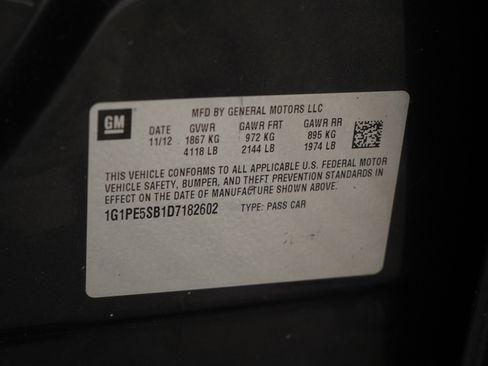 MFD BY GENERAL MOTORS LLC
GM
DATE GVWR GAWR FRT GAWR RR
11/12 1867 KG 972 KG 895 KG
4118 LB 2144 LB 1974 LB
THIS VEHICLE CONFORMS TO ALL APPLICABLE U.S. FEDERAL MOTOR
VEHICLE SAFETY, BUMPER, AND THEFT PREVENTION STANDARDS IN
EFFECT ON THE DATE OF MANUFACTURE SHOWN ABOVE.
1G1PE5SB1D7182602 TYPE: PASS CAR